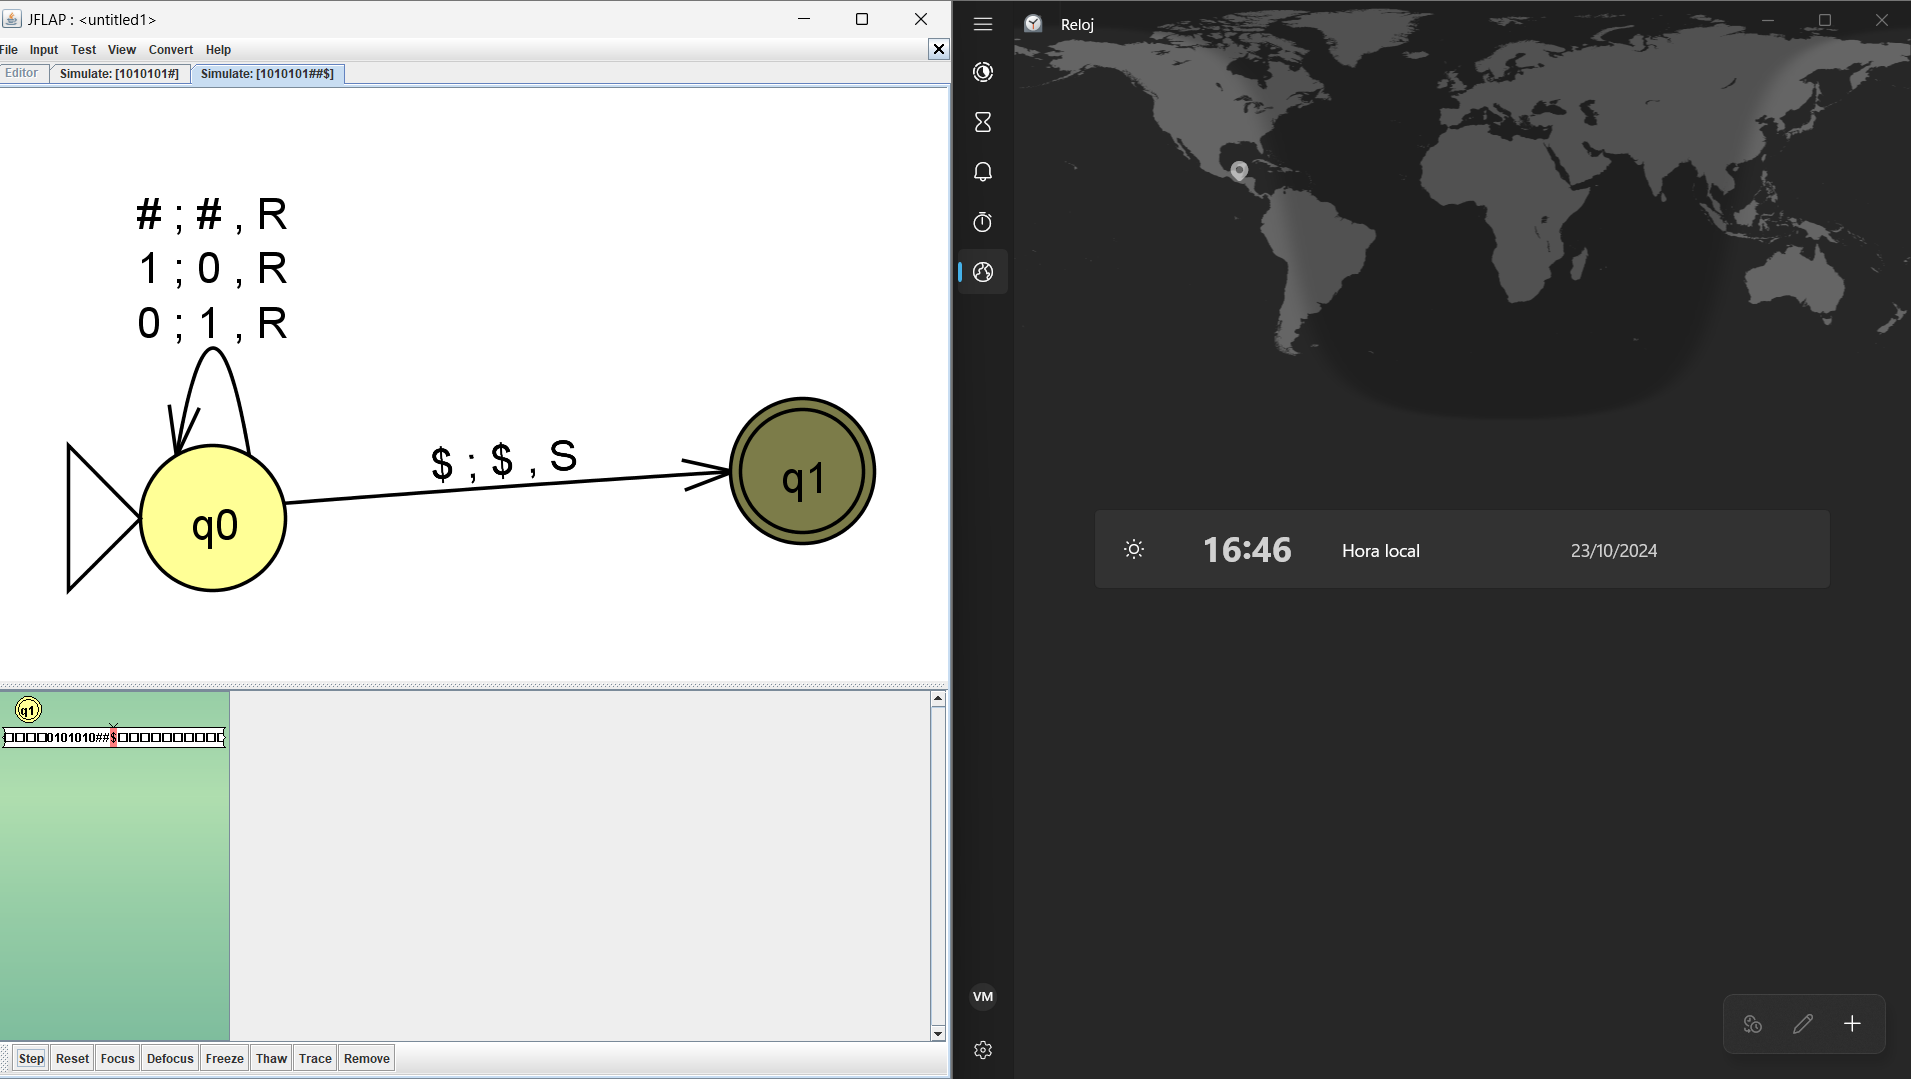 JFLAP : <untitled1>
File Input Test View Convert Help
Editor Simulate: [1010101#] Simulate: [1010101##$]
# ; # , R
1 ; 0 , R
0 ; 1 , R
$ ; $ , S
q0
q1
q1
0101010##$
Step Reset Focus Defocus Freeze Thaw Trace Remove
Reloj
16:46 Hora local 23/10/2024
VM